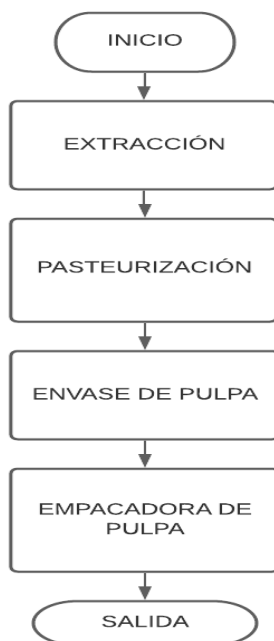 INICIO
EXTRACCIÓN
PASTEURIZACIÓN
ENVASE DE PULPA
EMPACADORA DE
PULPA
SALIDA